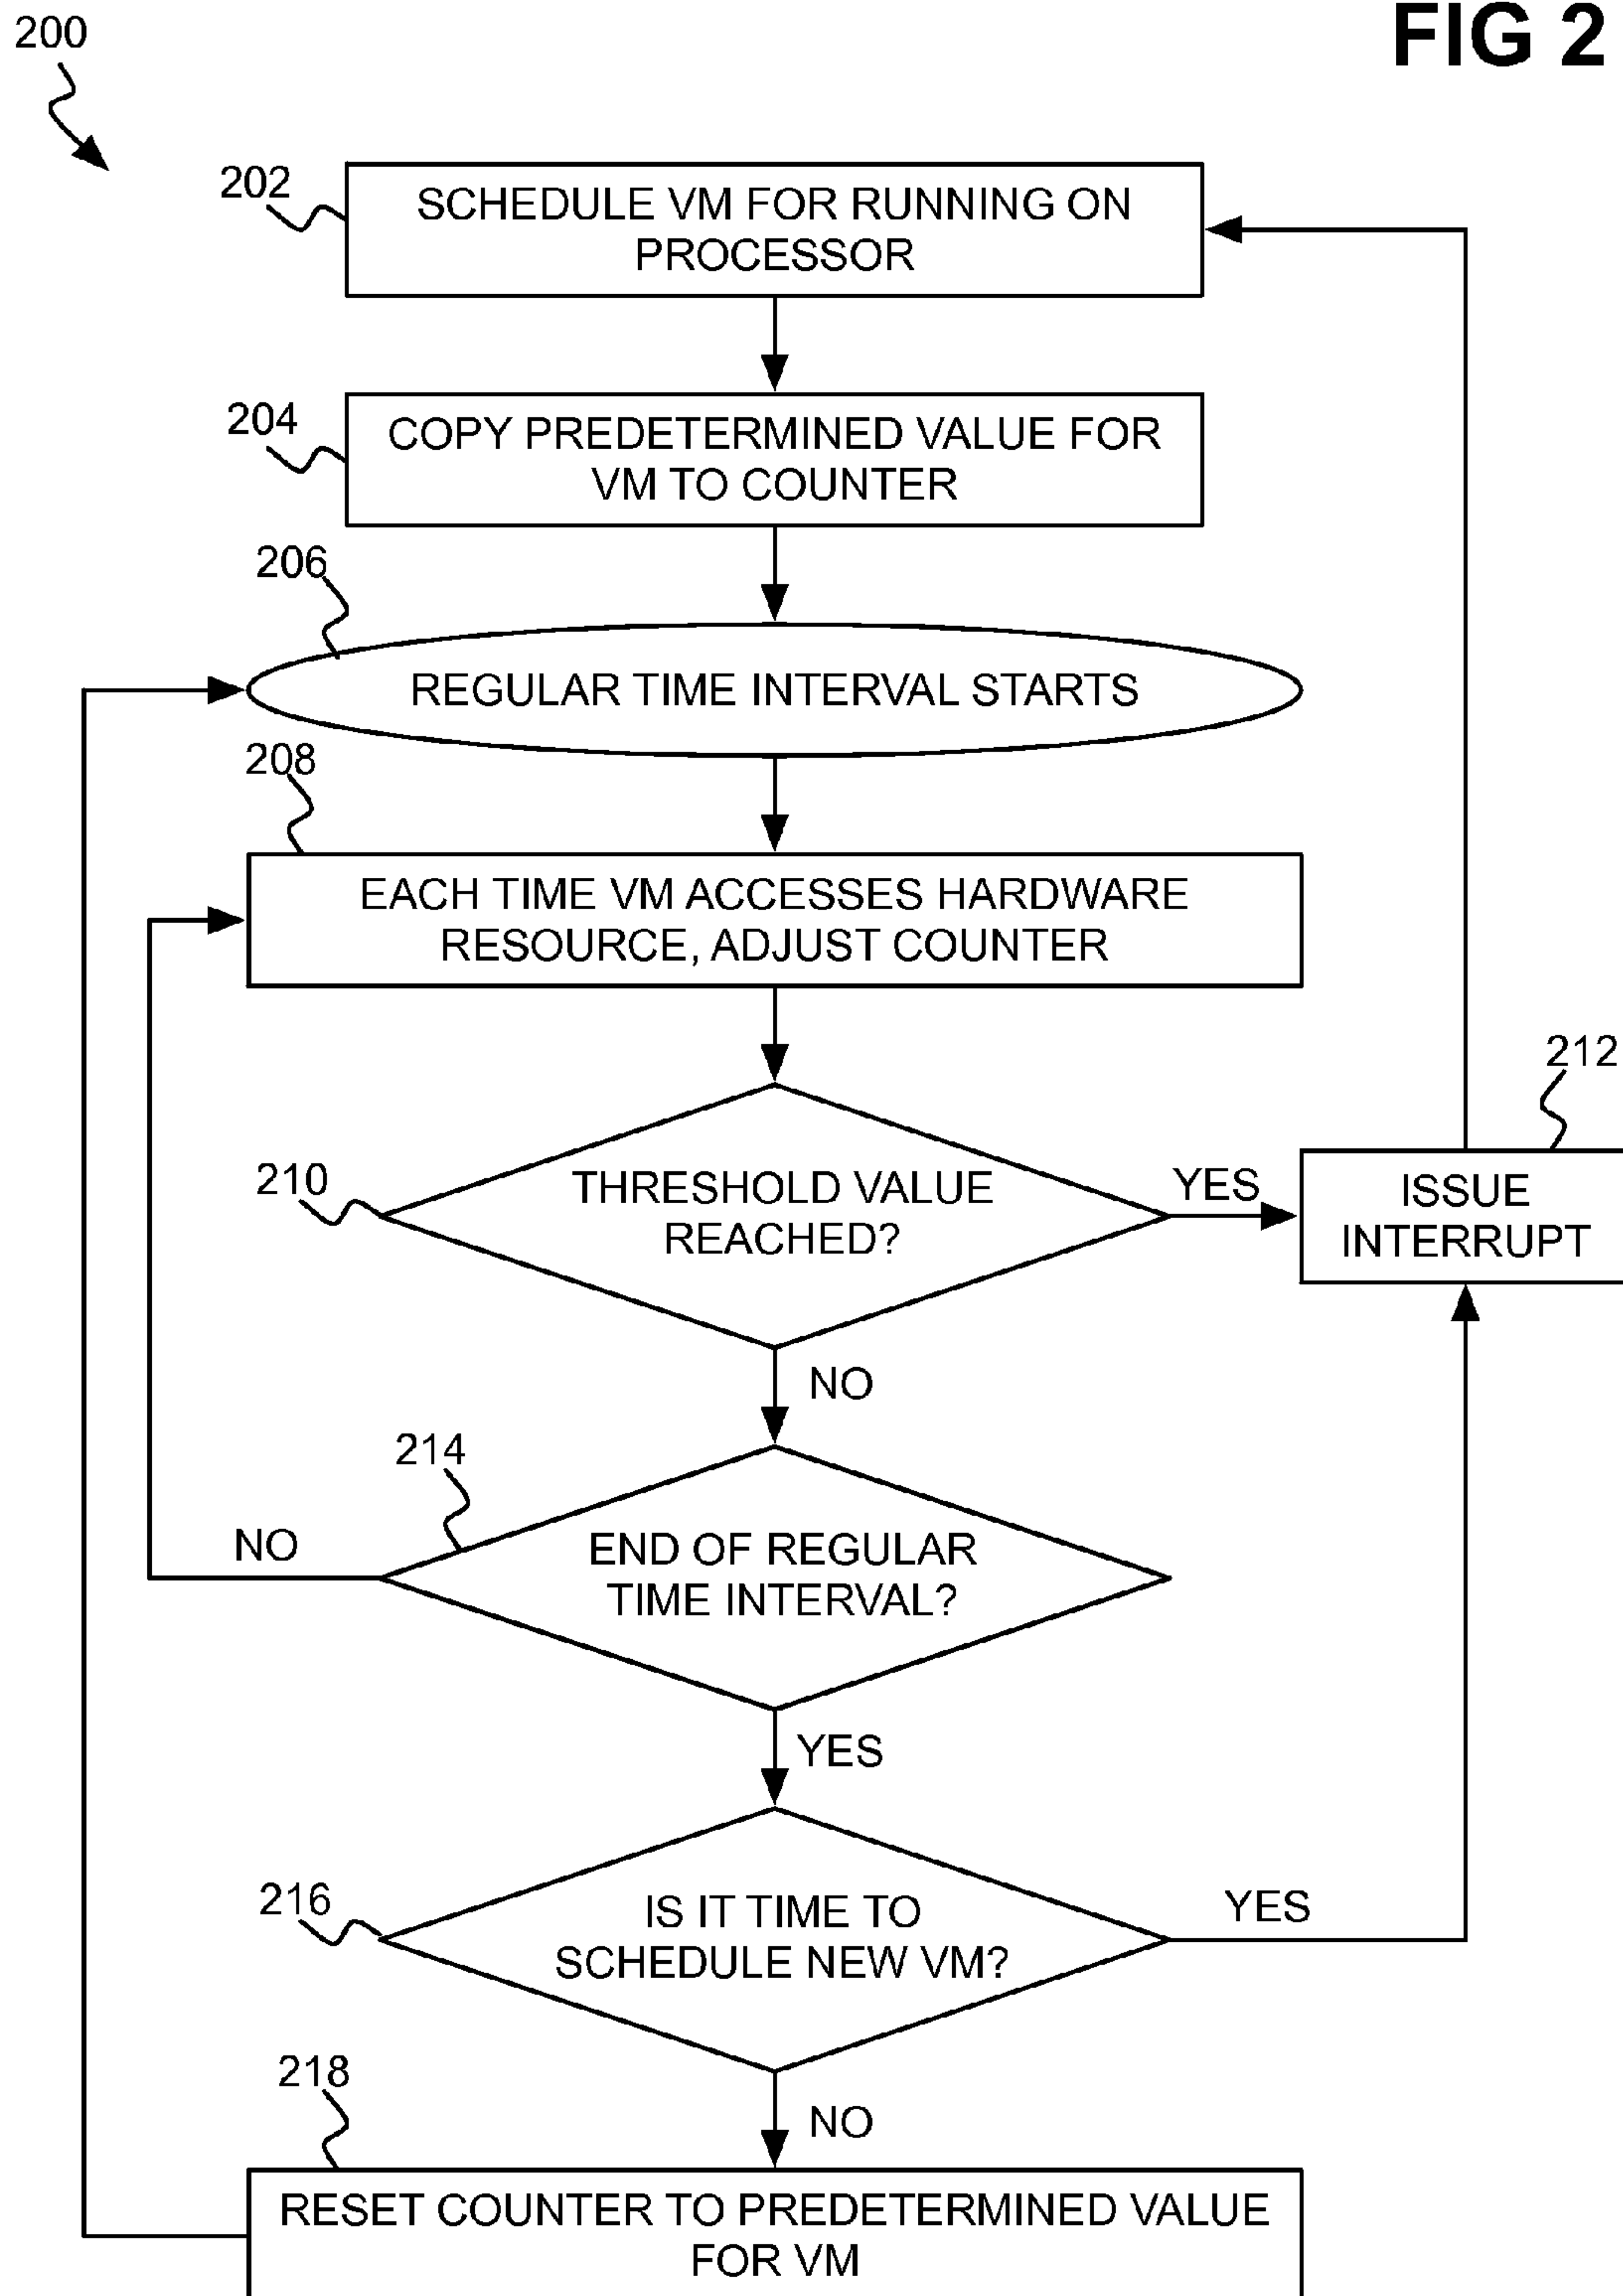 200
FIG 2
202
SCHEDULE VM FOR RUNNING ON
PROCESSOR
204
COPY PREDETERMINED VALUE FOR
VM TO COUNTER
206
REGULAR TIME INTERVAL STARTS
208
EACH TIME VM ACCESSES HARDWARE
RESOURCE, ADJUST COUNTER
210
THRESHOLD VALUE
REACHED?
YES
212
ISSUE
INTERRUPT
NO
214
END OF REGULAR
TIME INTERVAL?
NO
YES
216
IS IT TIME TO
SCHEDULE NEW VM?
YES
NO
218
RESET COUNTER TO PREDETERMINED VALUE
FOR VM